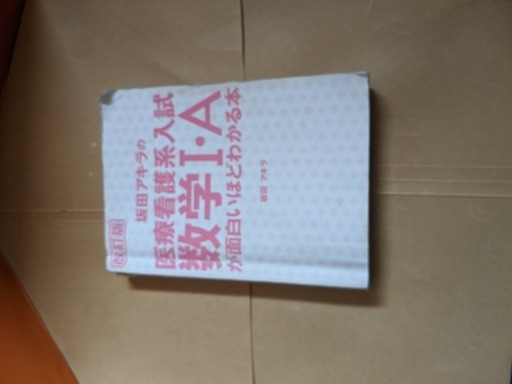 改訂版
坂田アキラの
医療看護系入試
数学I・A
が面白いほどわかる本
坂田 アキラ